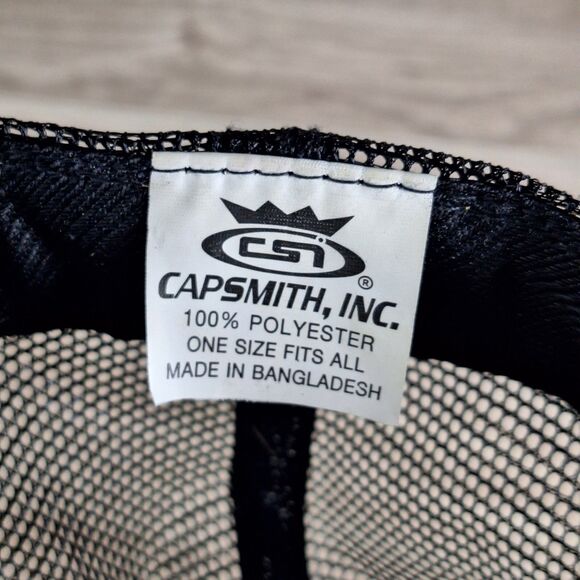 CSI
®
CAPSMITH, INC.
100% POLYESTER
ONE SIZE FITS ALL
MADE IN BANGLADESH